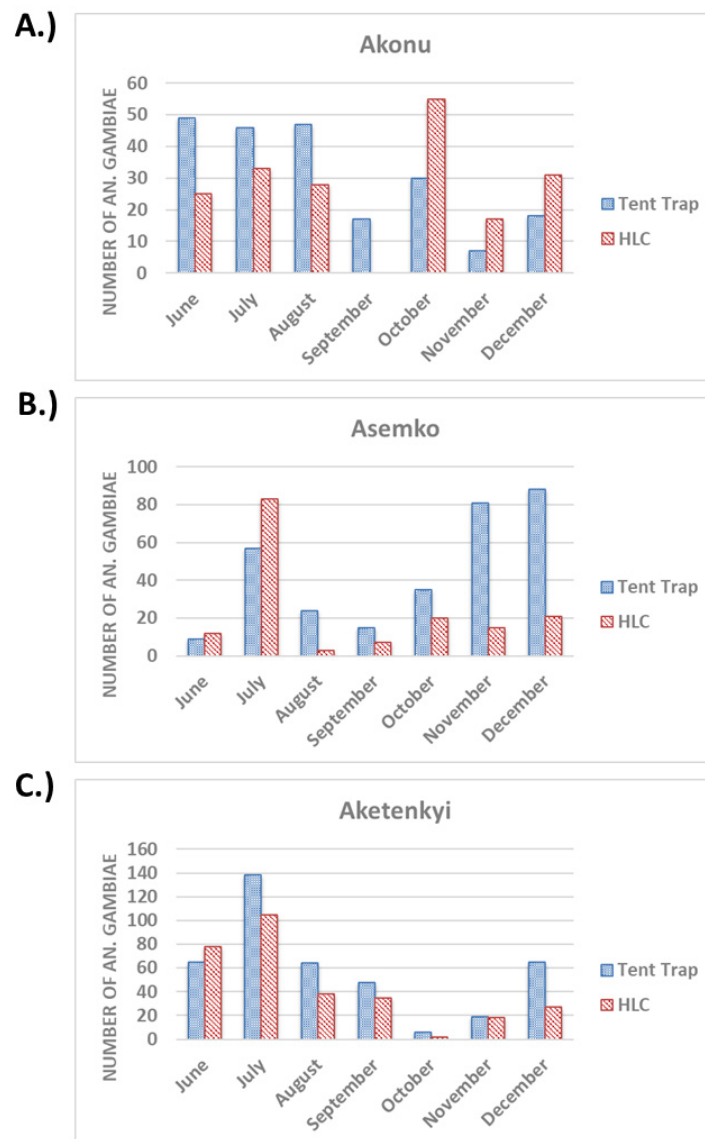 A.)
Akonu
NUMBER OF AN. GAMBIAE
60
50
40
30
20
10
0
June
July
August
September
October
November
December
Tent Trap
HLC
B.)
Asemko
NUMBER OF AN. GAMBIAE
100
80
60
40
20
0
June
July
August
September
October
November
December
Tent Trap
HLC
C.)
Aketenkyi
NUMBER OF AN. GAMBIAE
160
140
120
100
80
60
40
20
0
June
July
August
September
October
November
December
Tent Trap
HLC